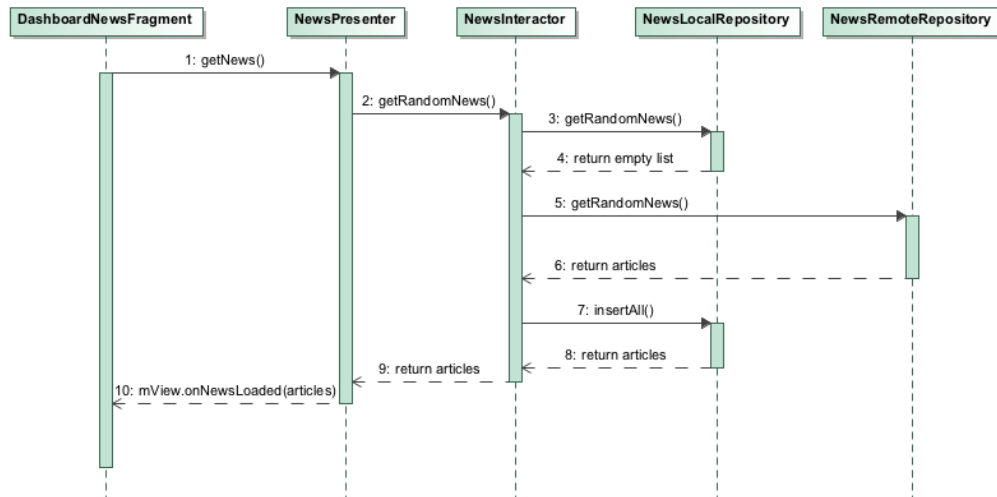 DashboardNewsFragment
NewsPresenter
NewsInteractor
NewsLocalRepository
NewsRemoteRepository
1: getNews()
2: getRandomNews()
3: getRandomNews()
4: return empty list
5: getRandomNews()
6: return articles
7: insertAll()
8: return articles
9: return articles
10: mView.onNewsLoaded(articles)